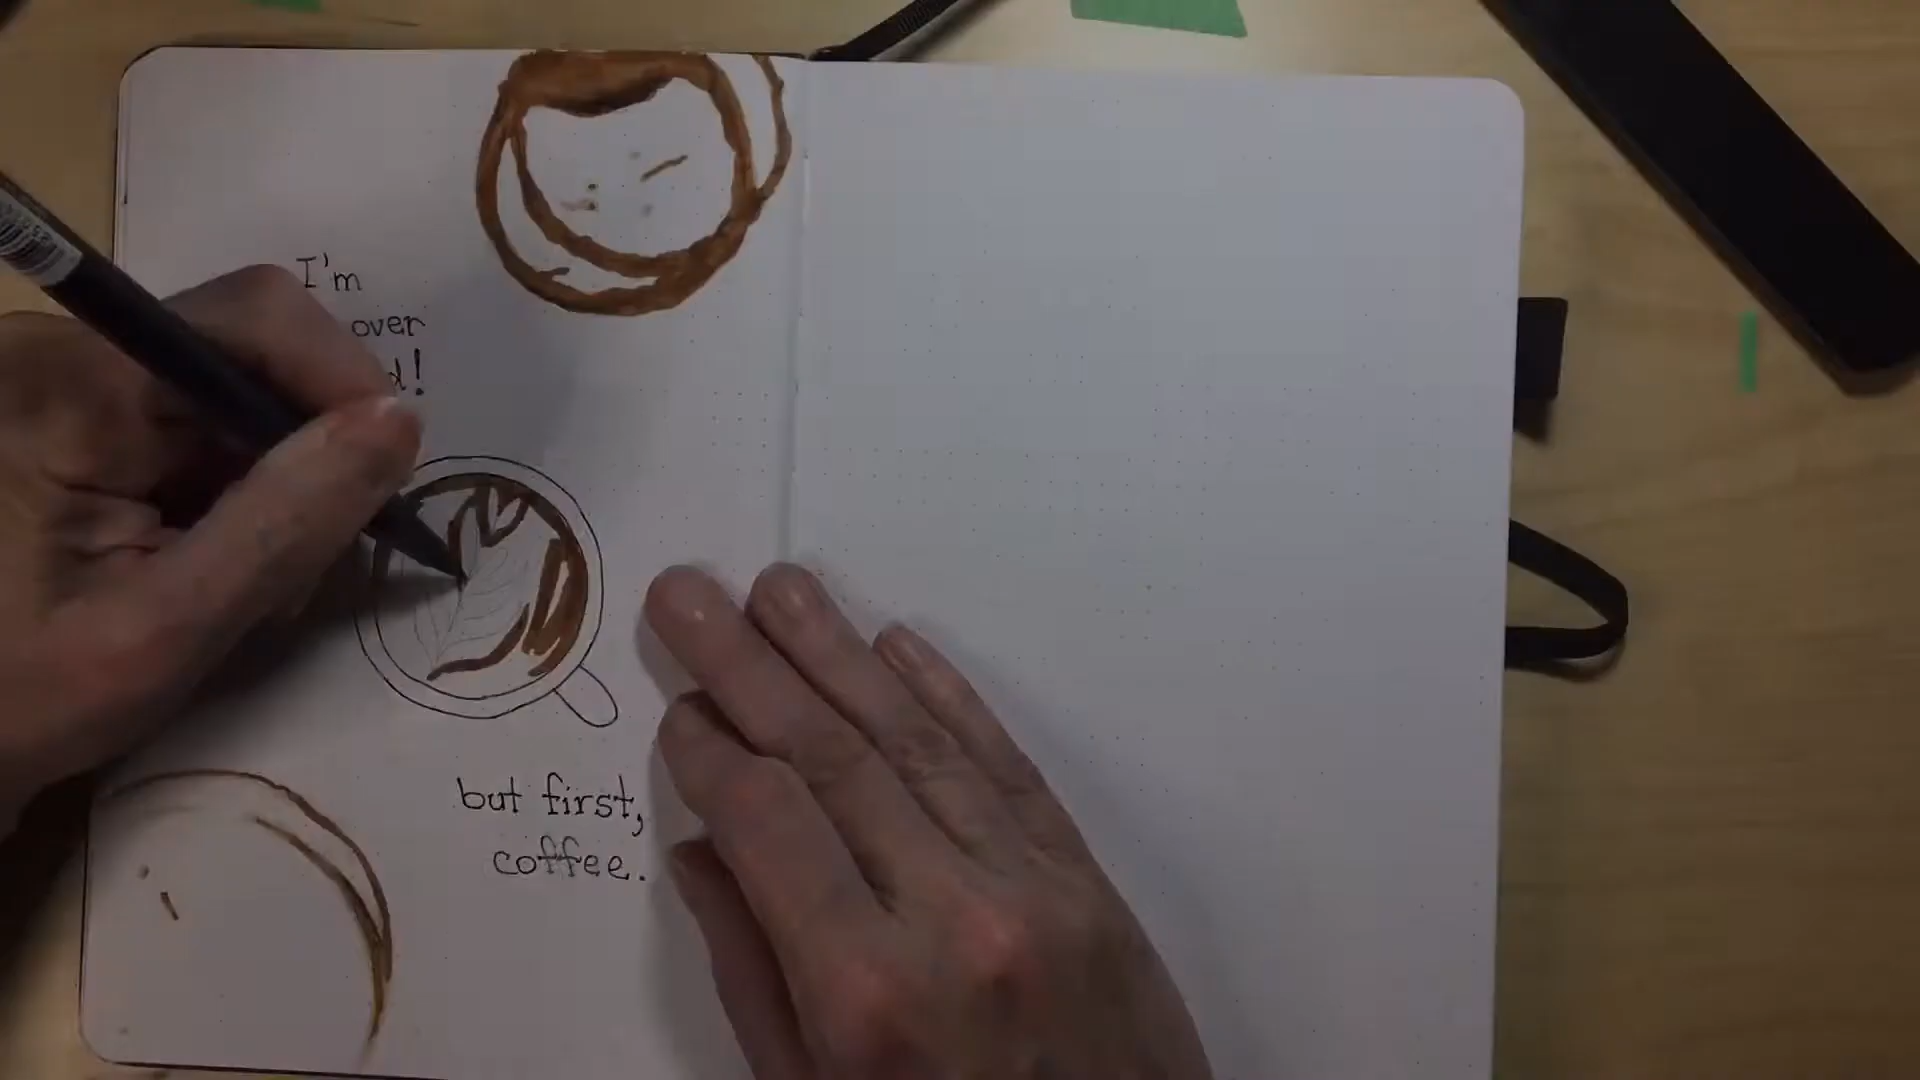 I'm
over
but first,
coffee.